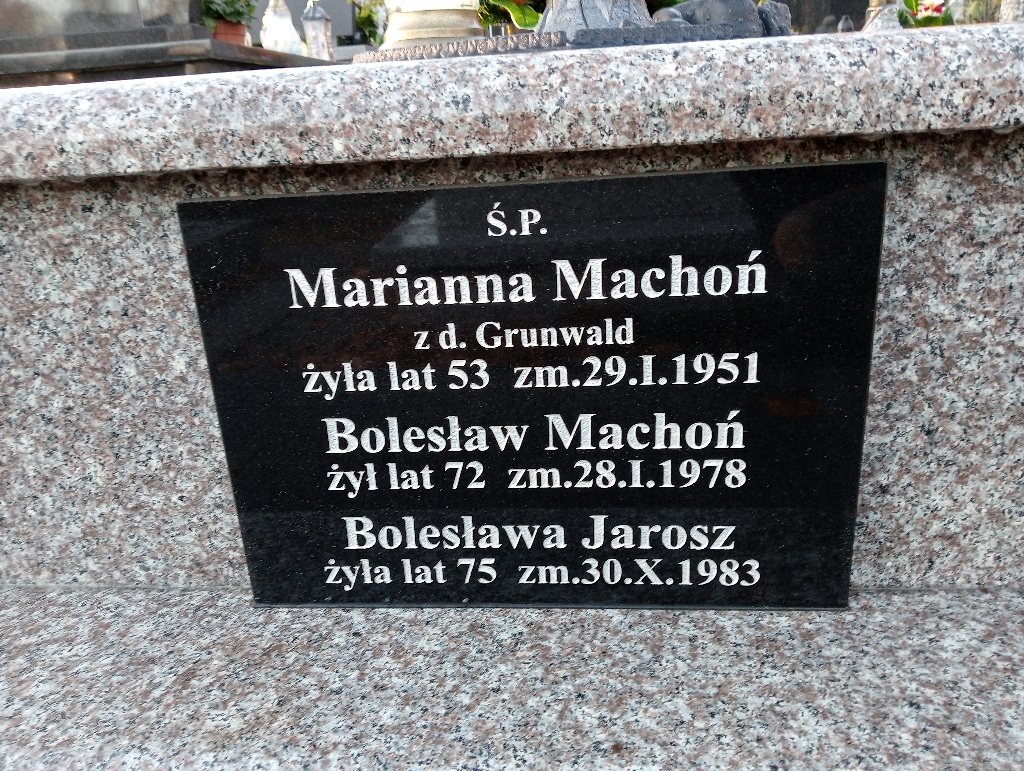 Ś.P.
Marianna Machoń
z d. Grunwald
żyła lat 53 zm.29.I.1951
Bolesław Machoń
żył lat 72 zm.28.I.1978
Bolesława Jarosz
żyła lat 75 zm.30.X.1983